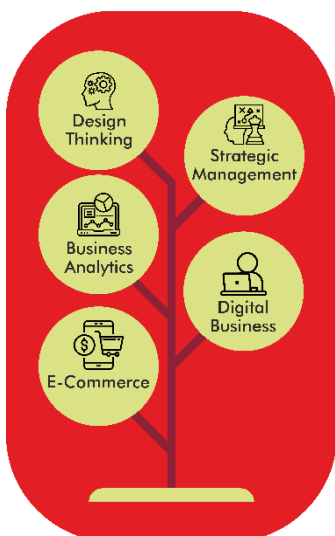 Design
Thinking
Strategic
Management
Business
Analytics
Digital
Business
$
E-Commerce